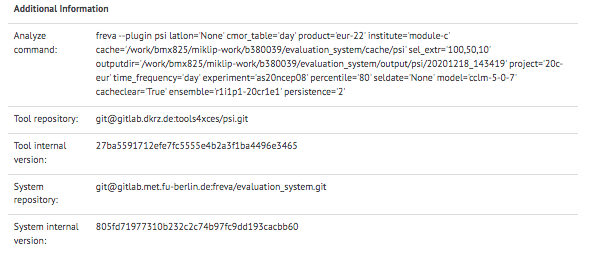 Additional Information
Analyze command:
freva --plugin psi latlon='None' cmor_table='day' product='eur-22' institute='module-c'
cache='/work/bmx825/miklip-work/b380039/evaluation_system/cache/psi' sel_extr='100,50,10'
outputdir='/work/bmx825/miklip-work/b380039/evaluation_system/output/psi/20201218_143419' project='20c-
eur' time_frequency='day' experiment='as20ncep08' percentile='80' seldate='None' model='cclm-5-0-7'
cacheclear='True' ensemble='r1i1p1-20cr1e1' persistence='2'
Tool repository:
git@gitlab.dkrz.de:tools4xces/psi.git
Tool internal
version:
27ba5591712efe7fc5555e4b2a3f1ba4496e3465
System
repository:
git@gitlab.met.fu-berlin.de:freva/evaluation_system.git
System internal
version:
805fd71977310b232c2c74b97fc9dd193cacbb60